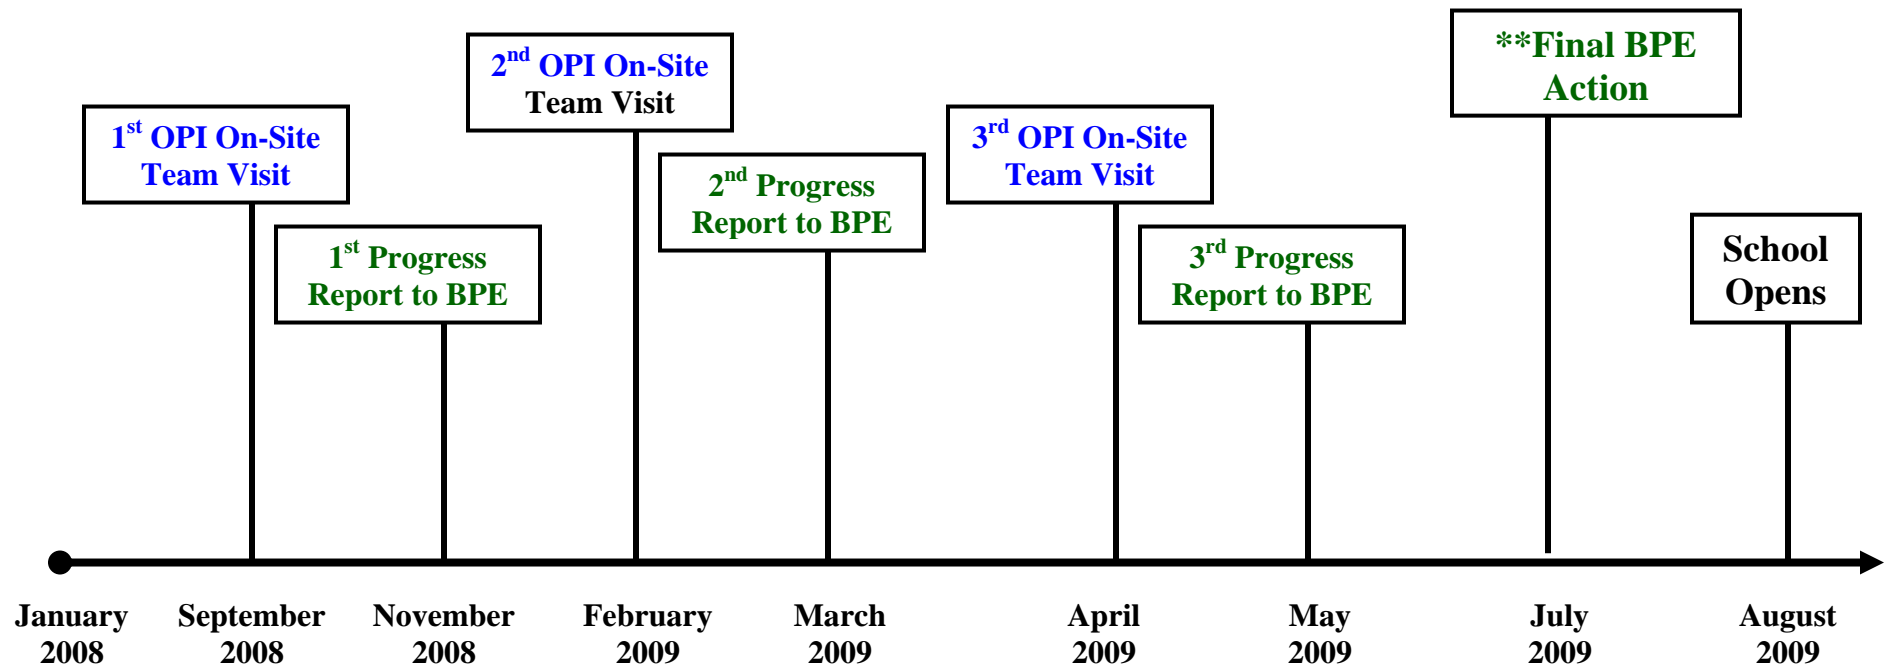 1st OPI On-Site
Team Visit
1st Progress
Report to BPE
2nd OPI On-Site
Team Visit
2nd Progress
Report to BPE
3rd OPI On-Site
Team Visit
3rd Progress
Report to BPE
**Final BPE
Action
School
Opens
January
2008
September
2008
November
2008
February
2009
March
2009
April
2009
May
2009
July
2009
August
2009